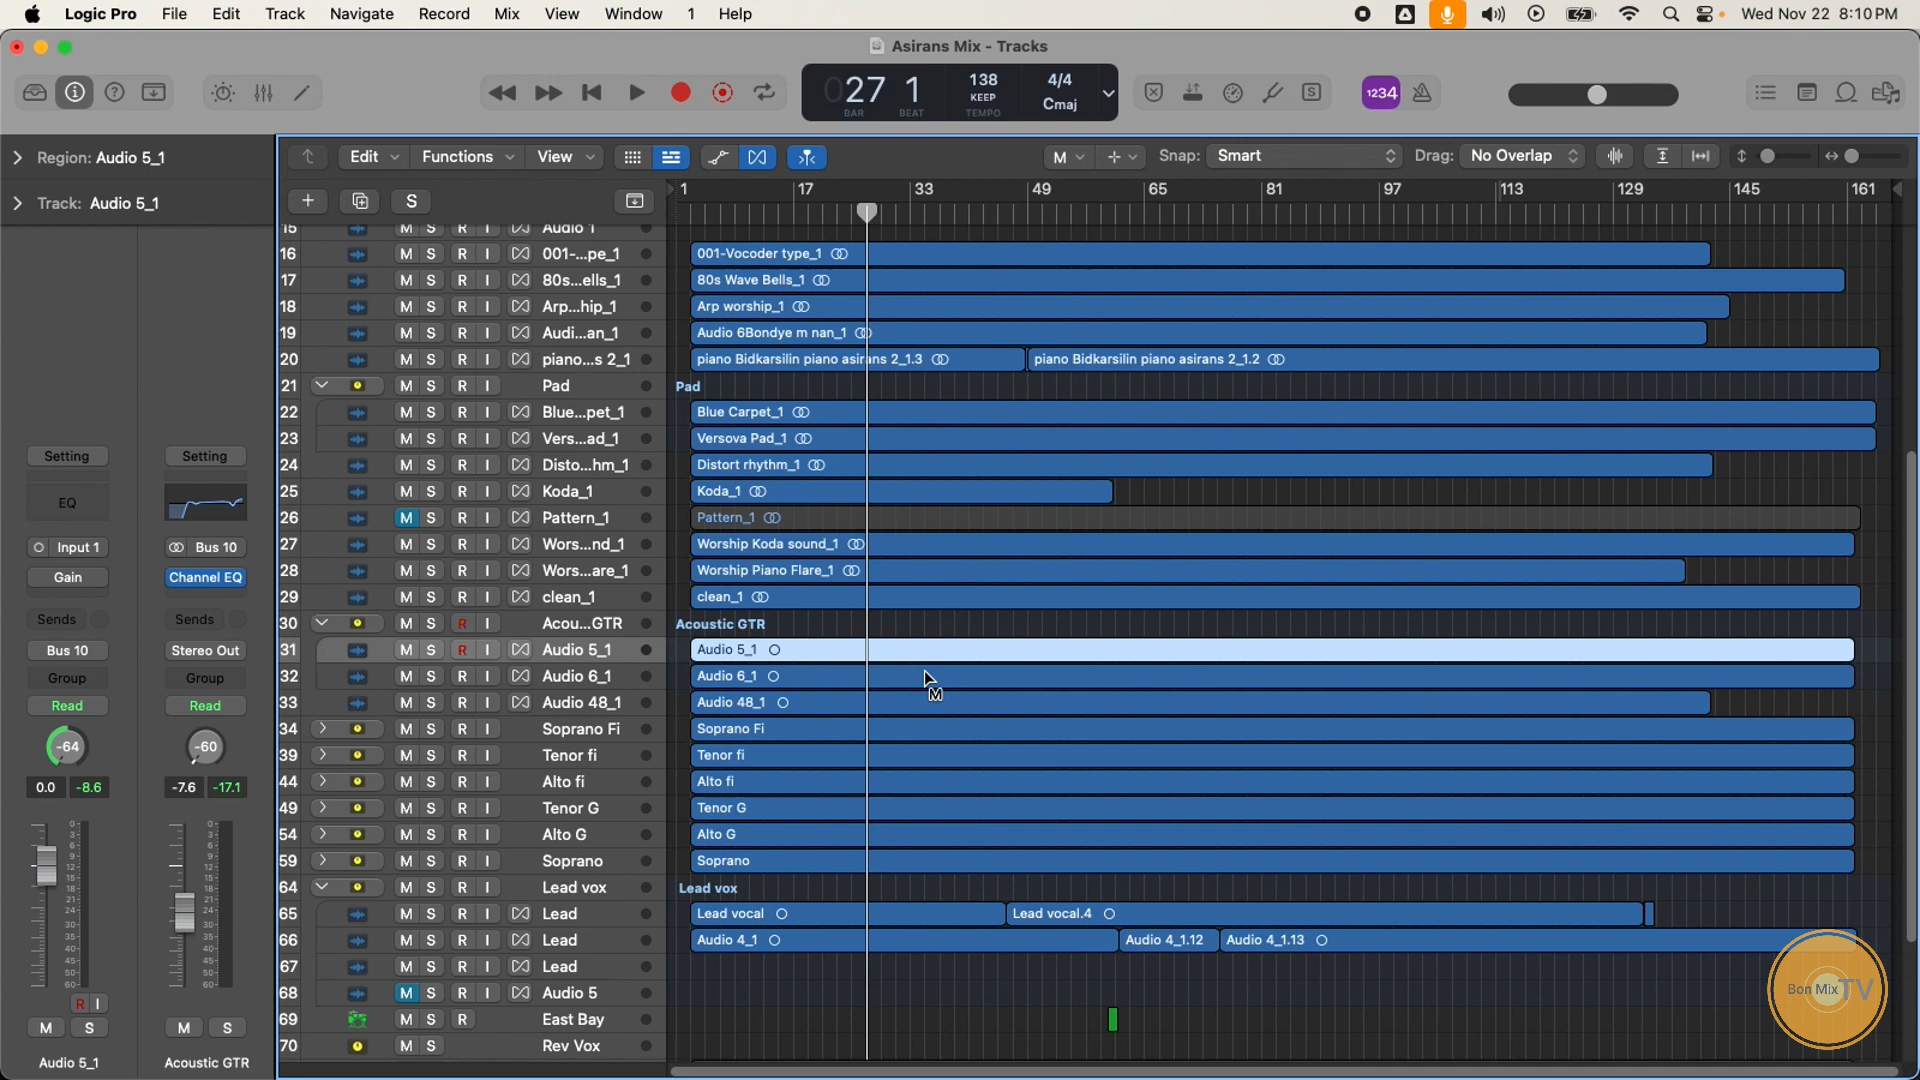 Logic Pro File Edit Track Navigate Record Mix View Window 1 Help Wed Nov 22 8:10 PM
Asirans Mix - Tracks
027 1 138 KEEP TEMPO 4/4 Cmaj
BAR BEAT
1234
Region: Audio 5_1
Track: Audio 5_1
Edit Functions View M Snap: Smart Drag: No Overlap
S
1 17 33 49 65 81 97 113 129 145 161
15 M S R I Audio 1
16 M S R I 001-...pe_1 001-Vocoder type_1
17 M S R I 80s...ells_1 80s Wave Bells_1
18 M S R I Arp...hip_1 Arp worship_1
19 M S R I Audi...an_1 Audio 6Bondye m nan_1
20 M S R I piano...s 2_1 piano Bidkarsilin piano asirans 2_1.3 piano Bidkarsilin piano asirans 2_1.2
21 M S R I Pad Pad
22 M S R I Blue...pet_1 Blue Carpet_1
23 M S R I Vers...ad_1 Versova Pad_1
24 M S R I Disto...hm_1 Distort rhythm_1
25 M S R I Koda_1 Koda_1
26 M S R I Pattern_1 Pattern_1
27 M S R I Wors...nd_1 Worship Koda sound_1
28 M S R I Wors...are_1 Worship Piano Flare_1
29 M S R I clean_1 clean_1
30 M S R I Acou...GTR Acoustic GTR
31 M S R I Audio 5_1 Audio 5_1
32 M S R I Audio 6_1 Audio 6_1
33 M S R I Audio 48_1 Audio 48_1
34 M S R I Soprano Fi Soprano Fi
39 M S R I Tenor fi Tenor fi
44 M S R I Alto fi Alto fi
49 M S R I Tenor G Tenor G
54 M S R I Alto G Alto G
59 M S R I Soprano Soprano
64 M S R I Lead vox Lead vox
65 M S R I Lead Lead vocal Lead vocal.4
66 M S R I Lead Audio 4_1 Audio 4_1.12 Audio 4_1.13
67 M S R I Lead
68 M S R I Audio 5
69 M S R East Bay
70 M S Rev Vox
Setting Setting
EQ
Input 1 Bus 10
Gain Channel EQ
Sends Sends
Bus 10 Stereo Out
Group Group
Read Read
-64 -60
0.0 -8.6 -7.6 -17.1
R I
M S M S
Audio 5_1 Acoustic GTR
M
Bon Mix TV